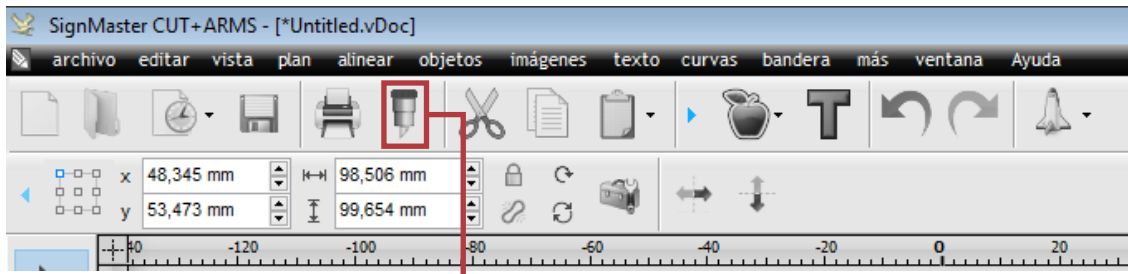 SignMaster CUT+ARMS - [*Untitled.vDoc]
archivo editar vista plan alinear objetos imágenes texto curvas bandera más ventana Ayuda
x 48,345 mm 98,506 mm
y 53,473 mm 99,654 mm
40 -120 -100 -80 -60 -40 -20 0 20